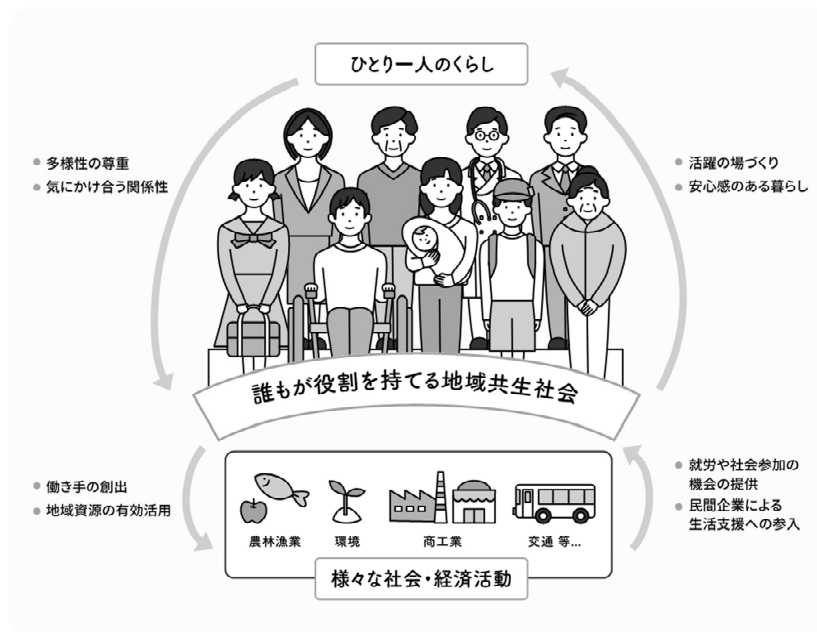 ひとり一人のくらし
● 多様性の尊重
● 気にかけ合う関係性
● 活躍の場づくり
● 安心感のある暮らし
誰もが役割を持てる地域共生社会
● 働き手の創出
● 地域資源の有効活用
● 就労や社会参加の
機会の提供
● 民間企業による
生活支援への参入
農林漁業
環境
商工業
交通 等...
様々な社会・経済活動